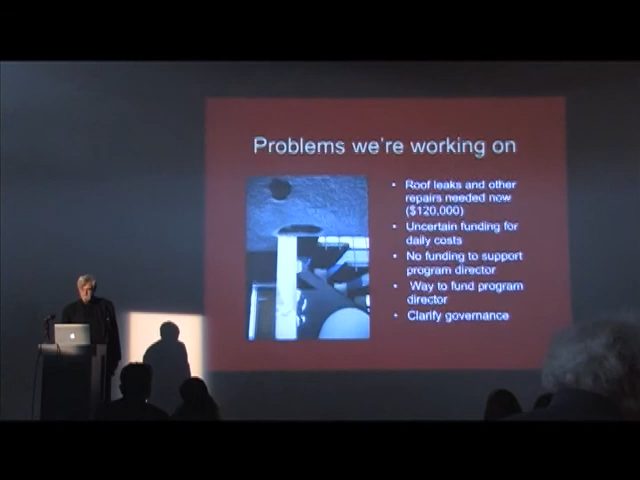 Problems we're working on
• Roof leaks and other
repairs needed now
($120,000)
• Uncertain funding for
daily costs
• No funding to support
program director
• Way to fund program
director
• Clarify governance